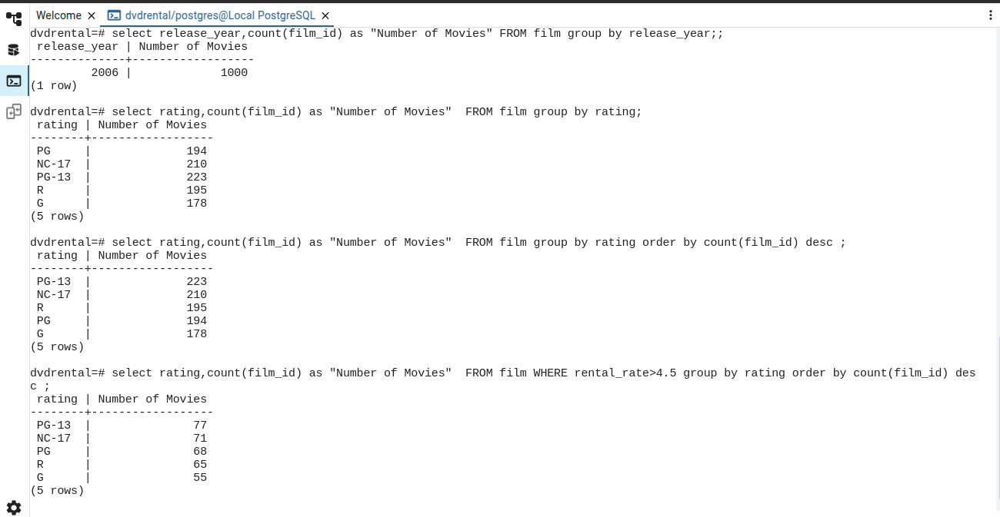 Welcome
dvdrental/postgres@Local PostgreSQL
dvdrental=# select release_year,count(film_id) as "Number of Movies" FROM film group by release_year;;
 release_year | Number of Movies
--------------+------------------
         2006 |             1000
(1 row)

dvdrental=# select rating,count(film_id) as "Number of Movies"  FROM film group by rating;
 rating | Number of Movies
--------+------------------
 PG     |              194
 NC-17  |              210
 PG-13  |              223
 R      |              195
 G      |              178
(5 rows)

dvdrental=# select rating,count(film_id) as "Number of Movies"  FROM film group by rating order by count(film_id) desc ;
 rating | Number of Movies
--------+------------------
 PG-13  |              223
 NC-17  |              210
 R      |              195
 PG     |              194
 G      |              178
(5 rows)

dvdrental=# select rating,count(film_id) as "Number of Movies"  FROM film WHERE rental_rate>4.5 group by rating order by count(film_id) des
c ;
 rating | Number of Movies
--------+------------------
 PG-13  |               77
 NC-17  |               71
 PG     |               68
 R      |               65
 G      |               55
(5 rows)